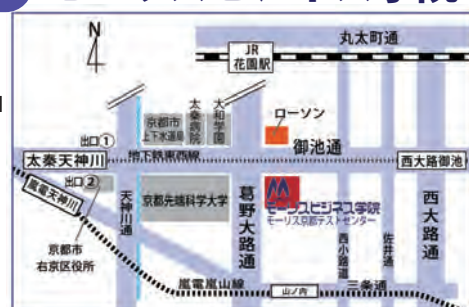 N
丸太町通
JR
花園駅
京都市
上下水道局
太秦病院
大和学園
ローソン
御池通
出口①
太秦天神川
地下鉄東西線
西大路御池
出口②
嵐電天神川
京都市
右京区役所
天神川通
京都先端科学大学
葛野大路通
モーリスビジネス学院
モーリス京都テストセンター
西小路通
佐井通
西大路通
嵐電嵐山線
山ノ内
三条通